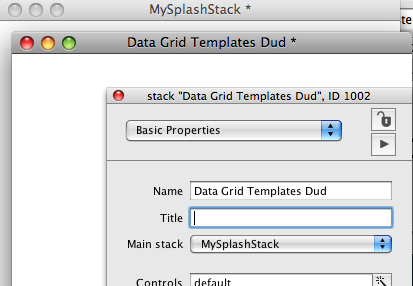 MySplashStack *
Data Grid Templates Dud *
stack "Data Grid Templates Dud", ID 1002
Basic Properties
Name Data Grid Templates Dud
Title
Main stack MySplashStack
Controls default